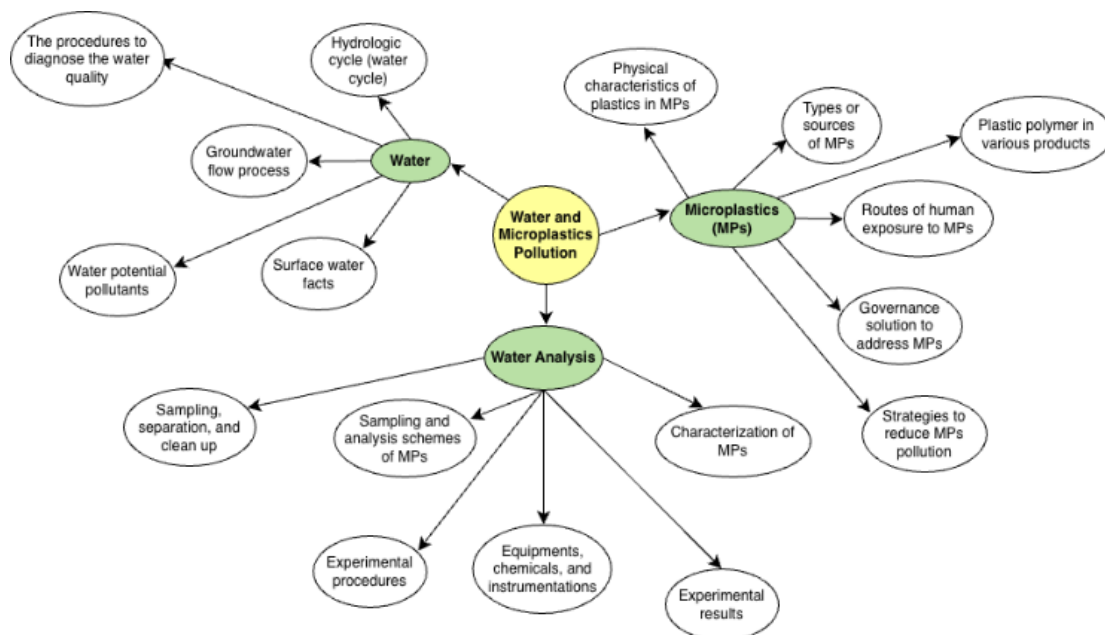 The procedures to
diagnose the water
quality
Hydrologic
cycle (water
cycle)
Groundwater
flow process
Water
Water potential
pollutants
Surface water
facts
Water and
Microplastics
Pollution
Physical
characteristics of
plastics in MPs
Types or
sources
of MPs
Plastic polymer in
various products
Microplastics
(MPs)
Routes of human
exposure to MPs
Governance
solution to
address MPs
Strategies to
reduce MPs
pollution
Water Analysis
Sampling,
separation, and
clean up
Sampling and
analysis schemes
of MPs
Characterization of
MPs
Experimental
procedures
Equipments,
chemicals, and
instrumentations
Experimental
results